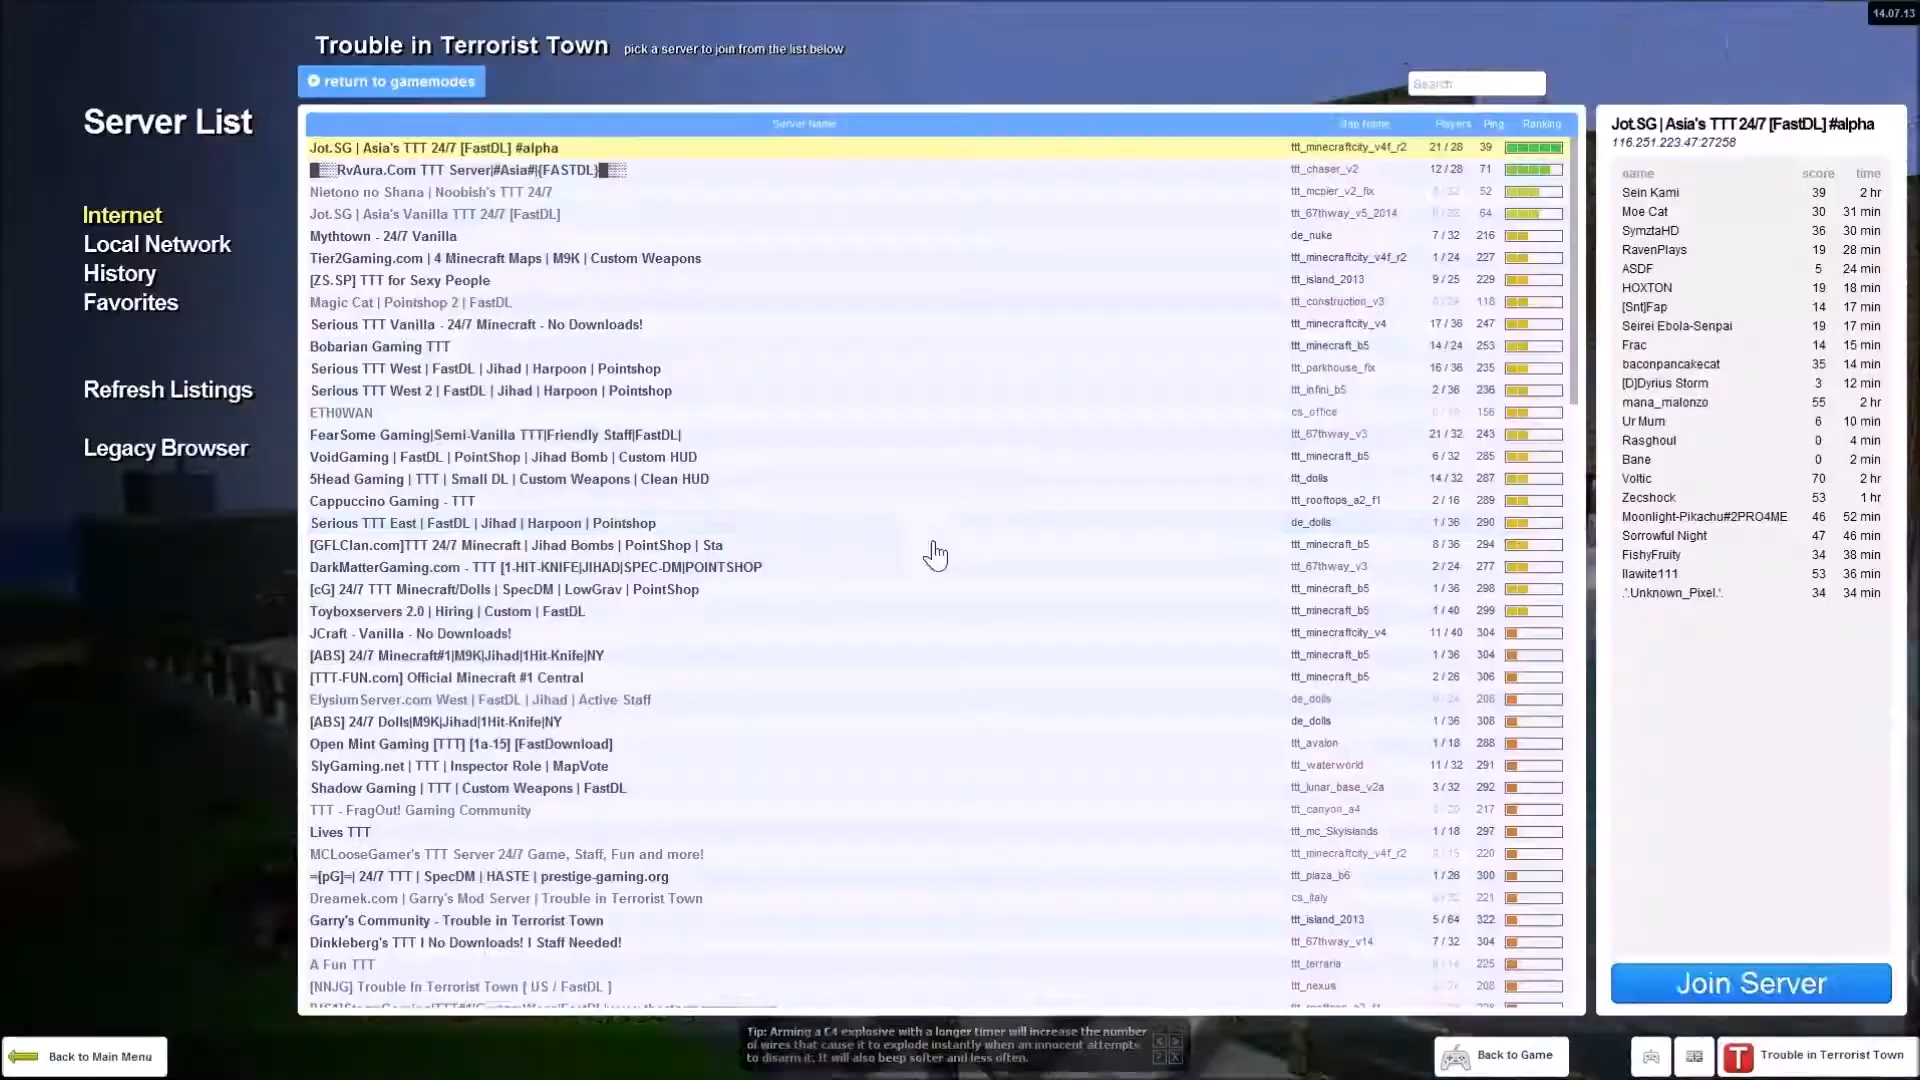 14.07.13
Trouble in Terrorist Town pick a server to join from the list below
return to gamemodes
Search
Server List
Internet
Local Network
History
Favorites
Refresh Listings
Legacy Browser
Server Name Map Name Players Ping Ranking
Jot.SG | Asia's TTT 24/7 [FastDL] #alpha ttt_minecraftcity_v4f_r2 21 / 28 39
RvAura.Com TTT Server|#Asia#|{FASTDL} ttt_chaser_v2 12 / 28 71
Nietono no Shana | Noobish's TTT 24/7 ttt_mcpier_v2_fix 52
Jot.SG | Asia's Vanilla TTT 24/7 [FastDL] ttt_67thway_v5_2014 64
Mythtown - 24/7 Vanilla de_nuke 7 / 32 216
Tier2Gaming.com | 4 Minecraft Maps | M9K | Custom Weapons ttt_minecraftcity_v4f_r2 1 / 24 227
[ZS.SP] TTT for Sexy People ttt_island_2013 9 / 25 229
Magic Cat | Pointshop 2 | FastDL ttt_construction_v3 118
Serious TTT Vanilla - 24/7 Minecraft - No Downloads! ttt_minecraftcity_v4 17 / 36 247
Bobarian Gaming TTT ttt_minecraft_b5 14 / 24 253
Serious TTT West | FastDL | Jihad | Harpoon | Pointshop ttt_parkhouse_fix 16 / 36 235
Serious TTT West 2 | FastDL | Jihad | Harpoon | Pointshop ttt_infini_b5 2 / 36 236
ETH0WAN cs_office 156
FearSome Gaming|Semi-Vanilla TTT|Friendly Staff|FastDL| ttt_67thway_v3 21 / 32 243
VoidGaming | FastDL | PointShop | Jihad Bomb | Custom HUD ttt_minecraft_b5 6 / 32 285
5Head Gaming | TTT | Small DL | Custom Weapons | Clean HUD ttt_dolls 14 / 32 287
Cappuccino Gaming - TTT ttt_rooftops_a2_f1 2 / 16 289
Serious TTT East | FastDL | Jihad | Harpoon | Pointshop de_dolls 1 / 36 290
[GFLClan.com]TTT 24/7 Minecraft | Jihad Bombs | PointShop | Sta ttt_minecraft_b5 8 / 36 294
DarkMatterGaming.com - TTT [1-HIT-KNIFE|JIHAD|SPEC-DM|POINTSHOP ttt_67thway_v3 2 / 24 277
[cG] 24/7 TTT Minecraft/Dolls | SpecDM | LowGrav | PointShop ttt_minecraft_b5 1 / 36 298
Toyboxservers 2.0 | Hiring | Custom | FastDL ttt_minecraft_b5 1 / 40 299
JCraft - Vanilla - No Downloads! ttt_minecraftcity_v4 11 / 40 304
[ABS] 24/7 Minecraft#1|M9K|Jihad|1Hit-Knife|NY ttt_minecraft_b5 1 / 36 304
[TTT-FUN.com] Official Minecraft #1 Central ttt_minecraft_b5 2 / 26 306
ElysiumServer.com West | FastDL | Jihad | Active Staff de_dolls 208
[ABS] 24/7 Dolls|M9K|Jihad|1Hit-Knife|NY de_dolls 1 / 36 308
Open Mint Gaming [TTT] [1a-15] [FastDownload] ttt_avalon 1 / 18 288
SlyGaming.net | TTT | Inspector Role | MapVote ttt_waterworld 11 / 32 291
Shadow Gaming | TTT | Custom Weapons | FastDL ttt_lunar_base_v2a 3 / 32 292
TTT - FragOut! Gaming Community ttt_canyon_a4 217
Lives TTT ttt_mc_Skyislands 1 / 18 297
MCLooseGamer's TTT Server 24/7 Game, Staff, Fun and more! ttt_minecraftcity_v4f_r2 220
=[pG]=| 24/7 TTT | SpecDM | HASTE | prestige-gaming.org ttt_plaza_b6 1 / 26 300
Dreamek.com | Garry's Mod Server | Trouble in Terrorist Town cs_italy 221
Garry's Community - Trouble in Terrorist Town ttt_island_2013 5 / 64 322
Dinkleberg's TTT I No Downloads! I Staff Needed! ttt_67thway_v14 7 / 32 304
A Fun TTT ttt_terraria 225
[NNJG] Trouble In Terrorist Town [ US / FastDL ] ttt_nexus 208
Jot.SG | Asia's TTT 24/7 [FastDL] #alpha
116.251.223.47:27258
name score time
Sein Kami 39 2 hr
Moe Cat 30 31 min
SymztaHD 36 30 min
RavenPlays 19 28 min
ASDF 5 24 min
HOXTON 19 18 min
[Snt]Fap 14 17 min
Seirei Ebola-Senpai 19 17 min
Frac 14 15 min
baconpancakecat 35 14 min
[D]Dyrius Storm 3 12 min
mana_malonzo 55 2 hr
Ur Mum 6 10 min
Rasghoul 0 4 min
Bane 0 2 min
Voltic 70 2 hr
Zecshock 53 1 hr
Moonlight-Pikachu#2PRO4ME 46 52 min
Sorrowful Night 47 46 min
FishyFruity 34 38 min
llawite111 53 36 min
.'.Unknown_Pixel.'. 34 34 min
Join Server
Back to Main Menu
Tip: Arming a C4 explosive with a longer timer will increase the number
of wires that cause it to explode instantly when an innocent attempts
to disarm it. It will also beep softer and less often.
Back to Game
Trouble in Terrorist Town